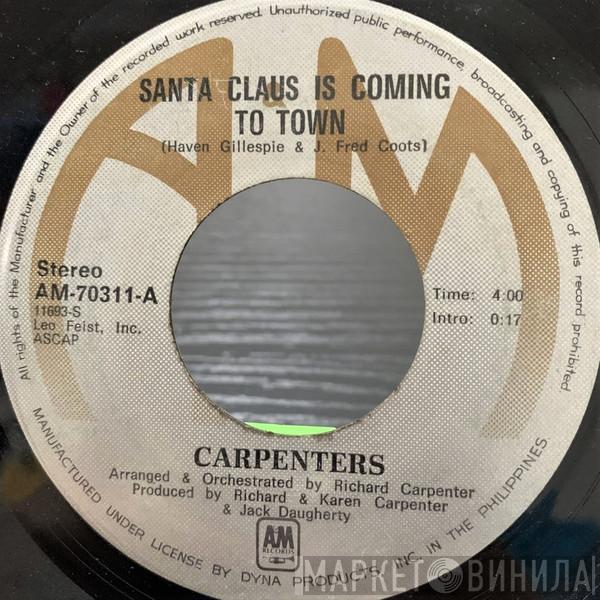 All rights of the Manufacturer and the Owner of the recorded work reserved. Unauthorized public performance, broadcasting and copying of this record prohibited
SANTA CLAUS IS COMING
TO TOWN
(Haven Gillespie & J. Fred Coots)
Stereo
AM-70311-A
11693-S
Leo Feist, Inc.
ASCAP
Time: 4:00
Intro: 0:17
CARPENTERS
Arranged & Orchestrated by Richard Carpenter
Produced by Richard & Karen Carpenter
& Jack Daugherty
AM
RECORDS
MANUFACTURED UNDER LICENSE BY DYNA PRODUCTS, INC. IN THE PHILIPPINES.
МАРКЕТ ВИНИЛА